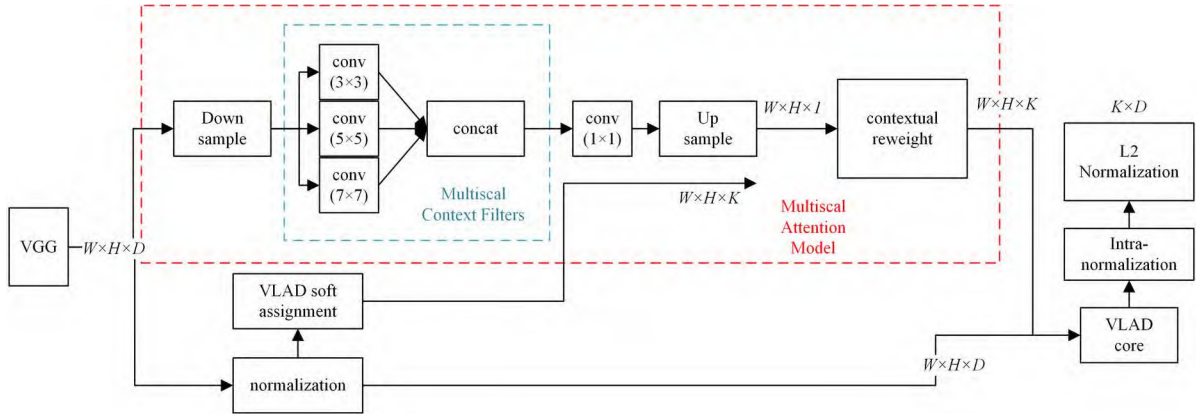 VGG
W×H×D
Down
sample
conv
(3×3)
conv
(5×5)
conv
(7×7)
concat
Multiscal
Context Filters
conv
(1×1)
Up
sample
W×H×1
contextual
reweight
W×H×K
W×H×K
Multiscal
Attention
Model
VLAD soft
assignment
normalization
W×H×D
K×D
L2
Normalization
Intra-
normalization
VLAD
core